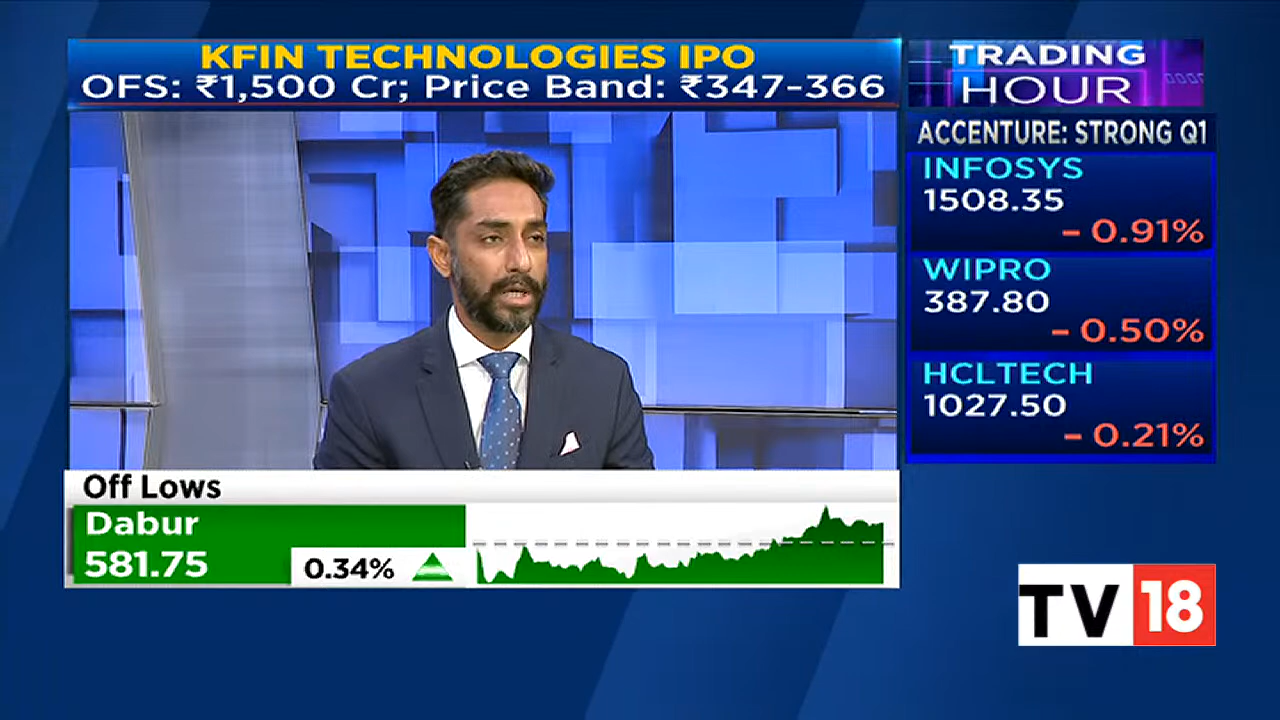 KFIN TECHNOLOGIES IPO
OFS: ₹1,500 Cr; Price Band: ₹347-366
TRADING
HOUR
ACCENTURE: STRONG Q1
INFOSYS
1508.35
- 0.91%
WIPRO
387.80
- 0.50%
HCLTECH
1027.50
- 0.21%
Off Lows
Dabur
581.75
0.34%
TV18